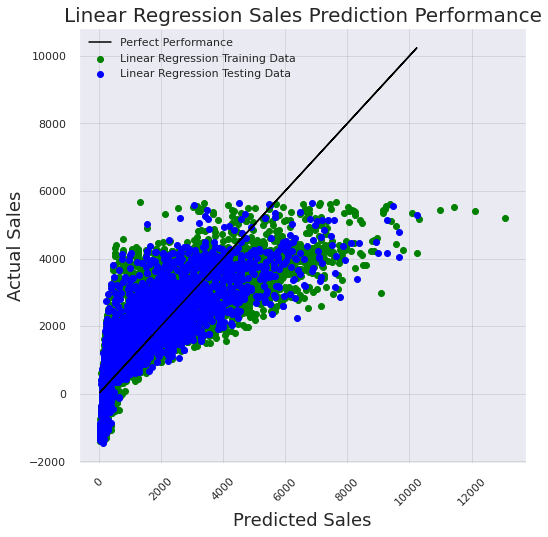 Linear Regression Sales Prediction Performance
Perfect Performance
Linear Regression Training Data
Linear Regression Testing Data
10000
8000
6000
4000
2000
0
−2000
Actual Sales
0
2000
4000
6000
8000
10000
12000
Predicted Sales